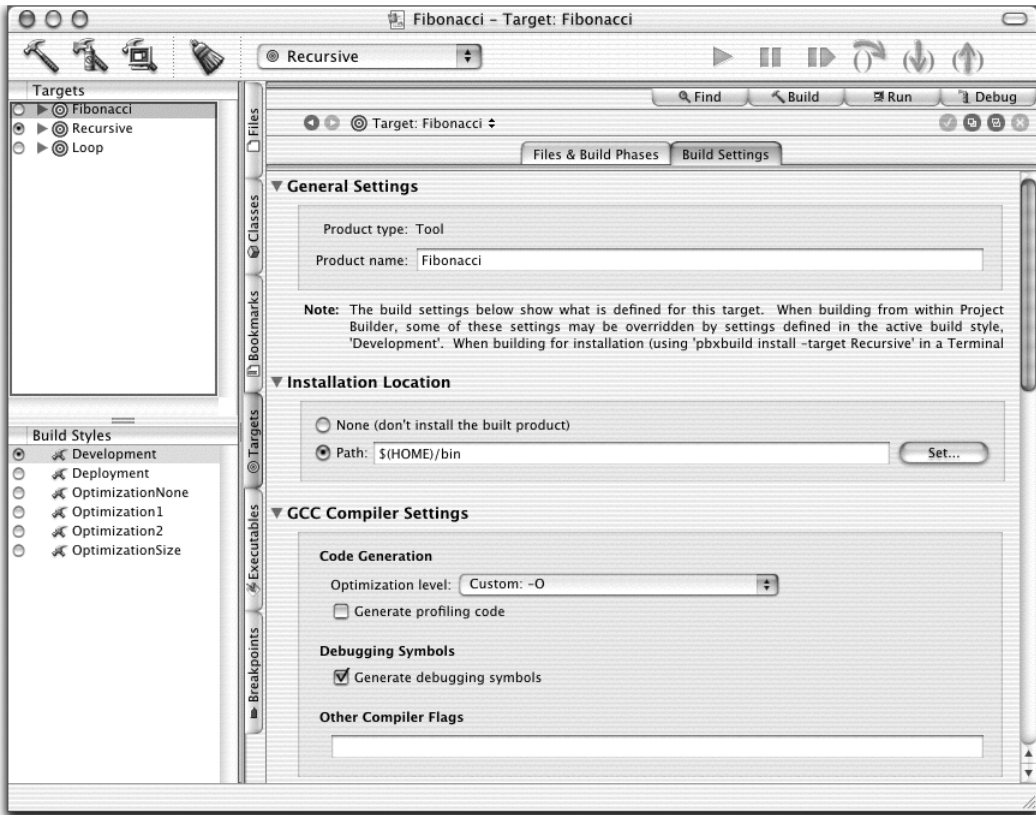 Fibonacci – Target: Fibonacci
Recursive
Targets
Fibonacci
Recursive
Loop
Build Styles
Development
Deployment
OptimizationNone
Optimization1
Optimization2
OptimizationSize
Files
Classes
Bookmarks
Targets
Executables
Breakpoints
Find Build Run Debug
Target: Fibonacci
Files & Build Phases Build Settings
General Settings
Product type: Tool
Product name: Fibonacci
Note: The build settings below show what is defined for this target. When building from within Project
Builder, some of these settings may be overridden by settings defined in the active build style,
'Development'. When building for installation (using 'pbxbuild install -target Recursive' in a Terminal
Installation Location
None (don't install the built product)
Path: $(HOME)/bin Set...
GCC Compiler Settings
Code Generation
Optimization level: Custom: -O
Generate profiling code
Debugging Symbols
Generate debugging symbols
Other Compiler Flags